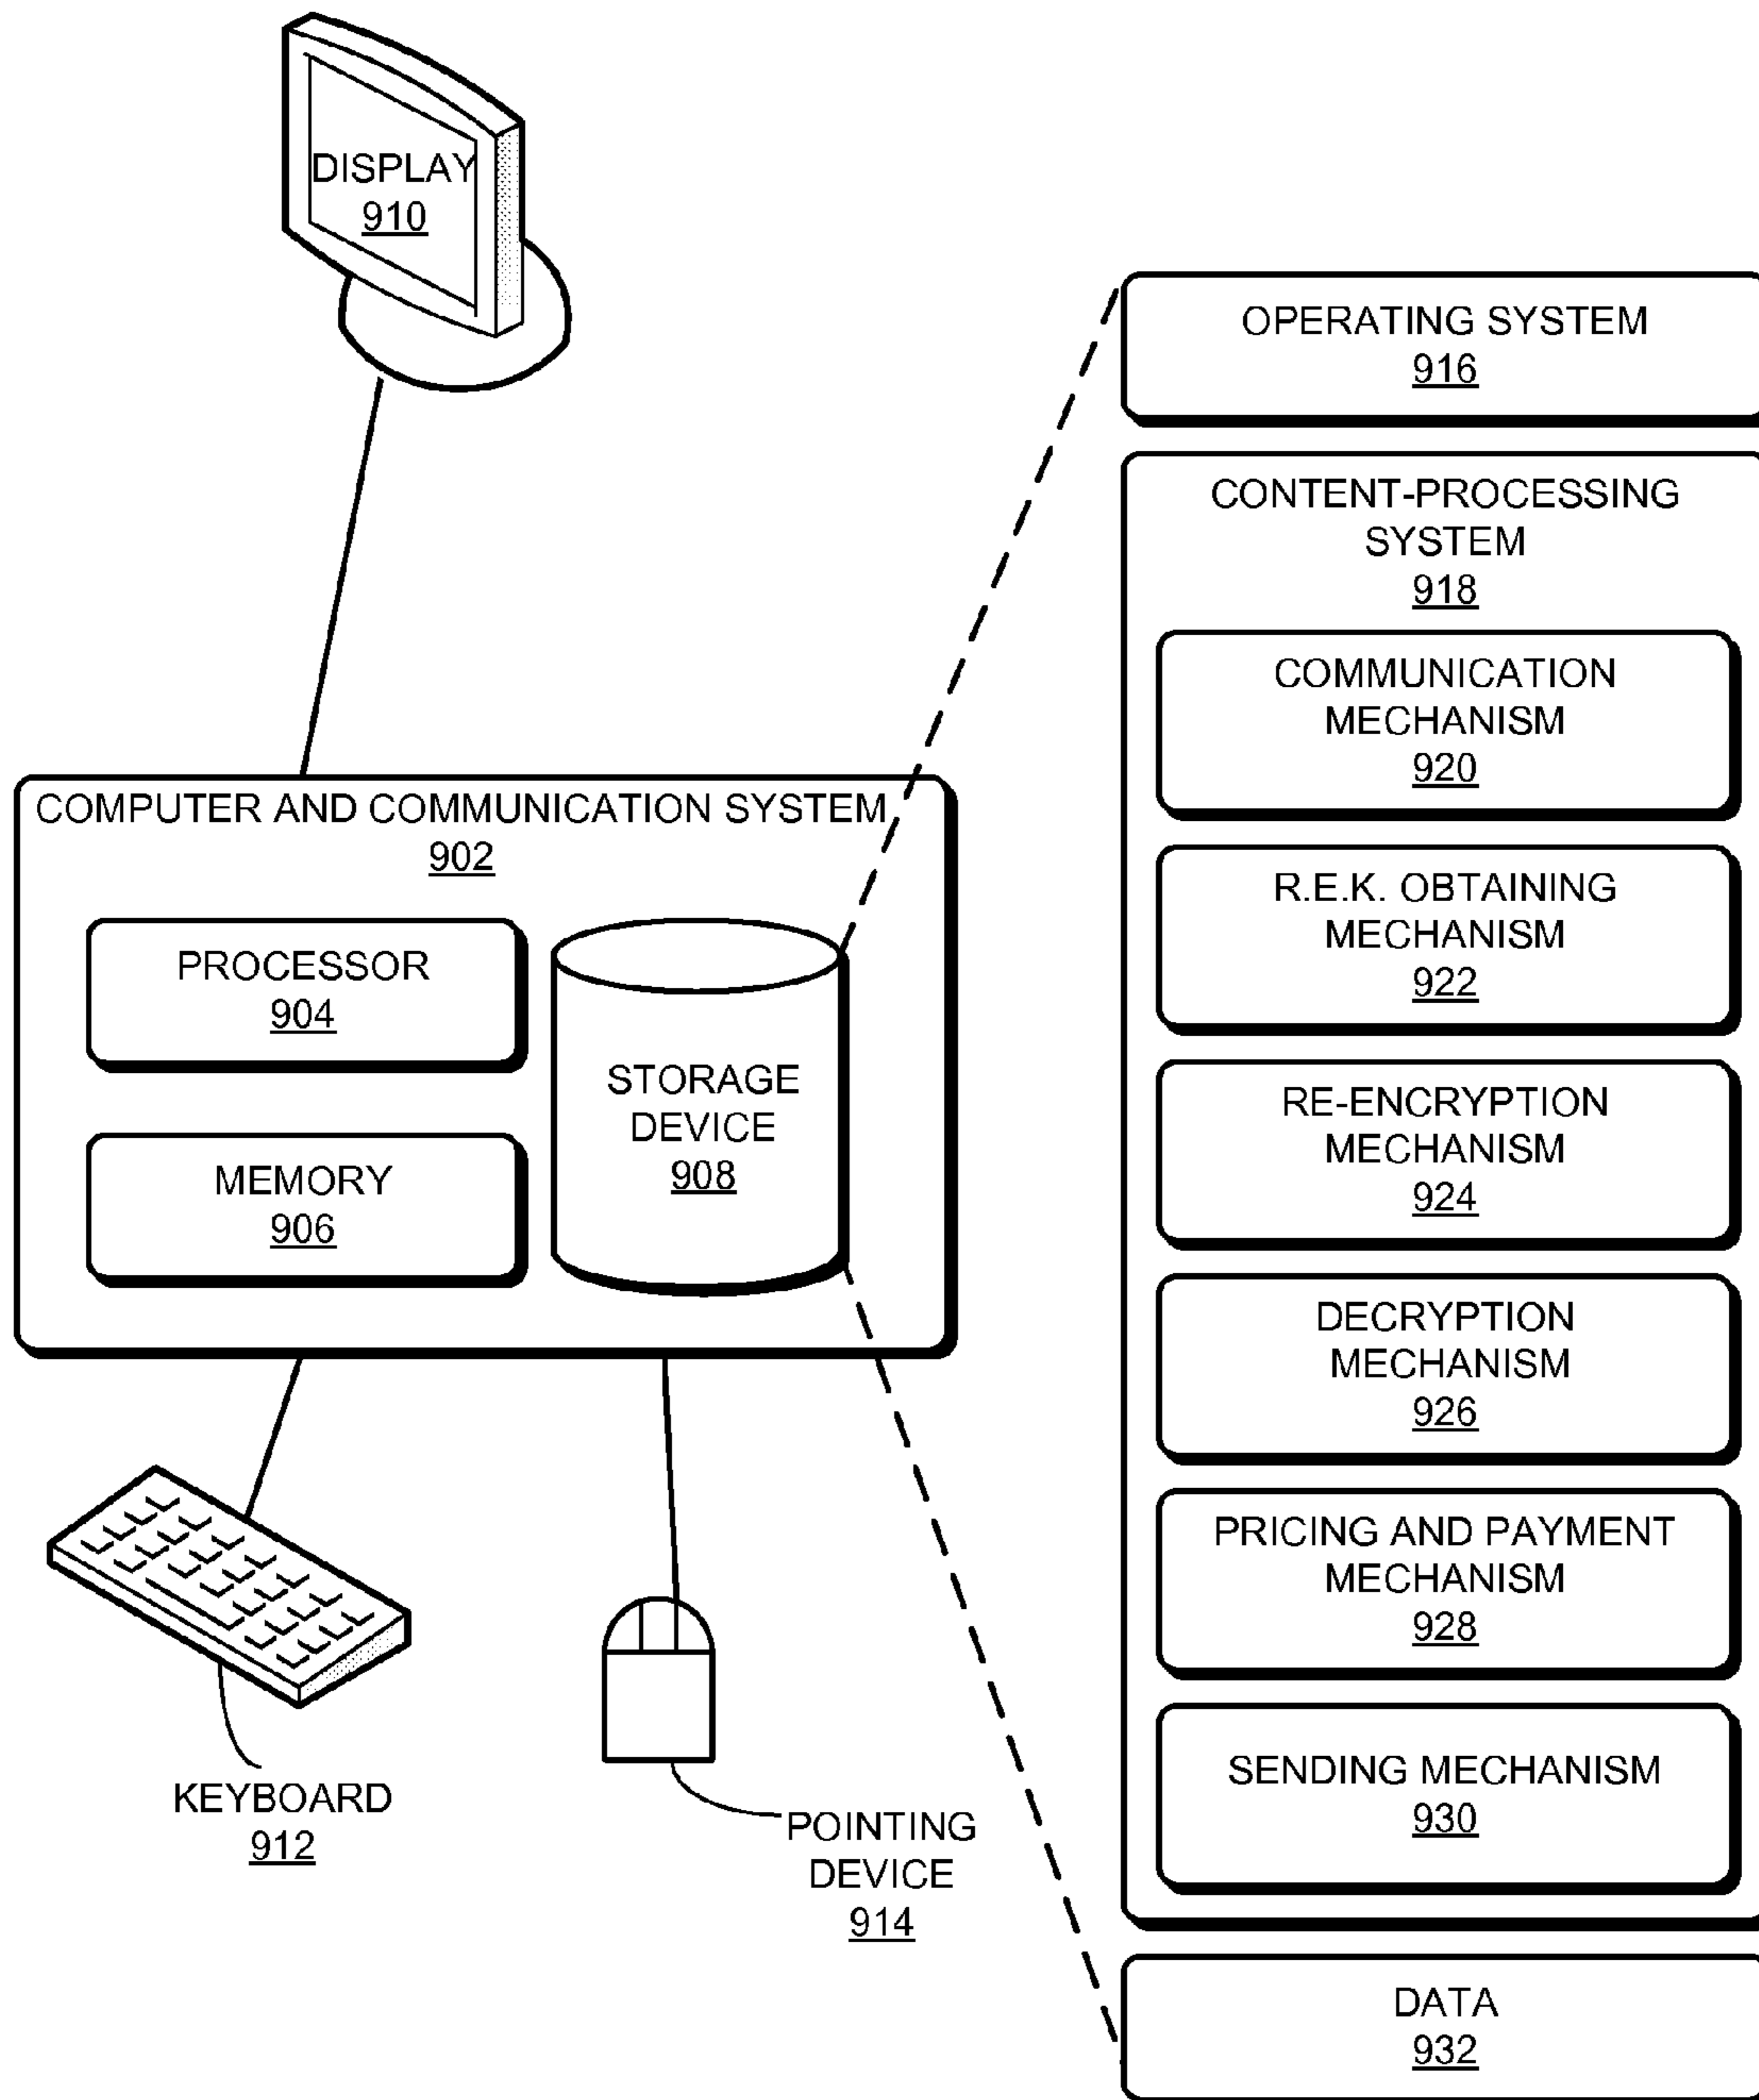 DISPLAY
910
COMPUTER AND COMMUNICATION SYSTEM
902
PROCESSOR
904
MEMORY
906
STORAGE
DEVICE
908
KEYBOARD
912
POINTING
DEVICE
914
OPERATING SYSTEM
916
CONTENT-PROCESSING
SYSTEM
918
COMMUNICATION
MECHANISM
920
R.E.K. OBTAINING
MECHANISM
922
RE-ENCRYPTION
MECHANISM
924
DECRYPTION
MECHANISM
926
PRICING AND PAYMENT
MECHANISM
928
SENDING MECHANISM
930
DATA
932